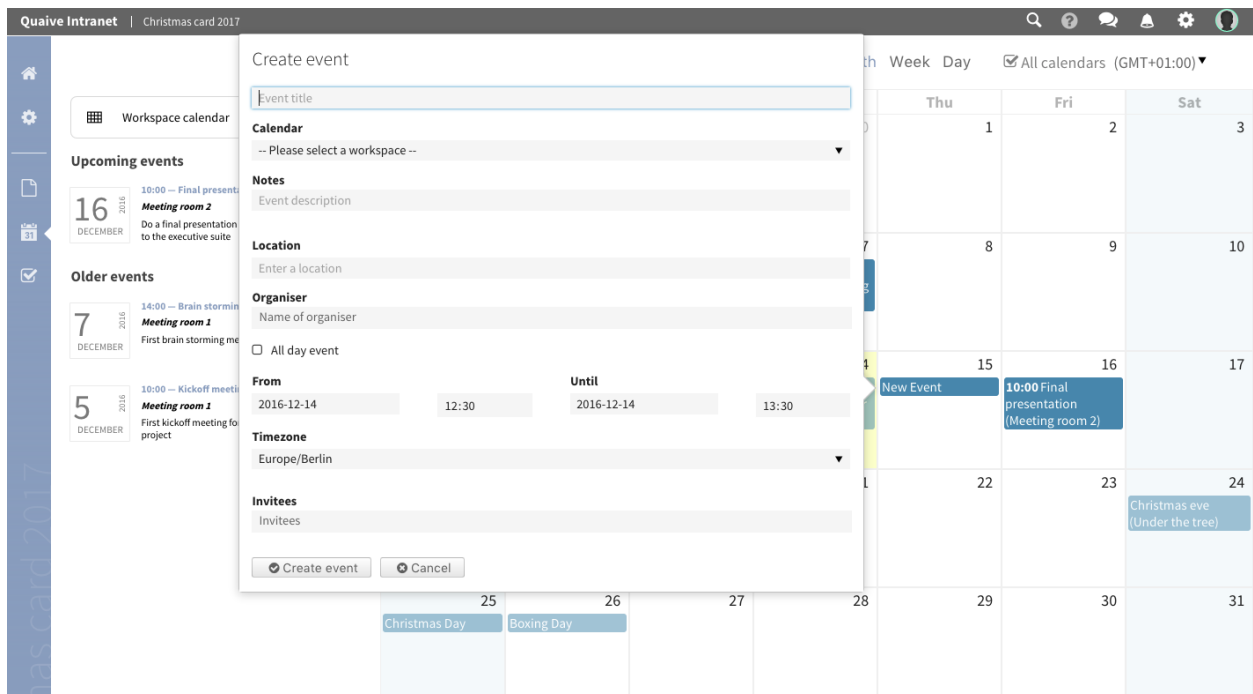 Quaive Intranet | Christmas card 2017
Create event
Event title
Calendar
-- Please select a workspace --
Notes
Event description
Location
Enter a location
Organiser
Name of organiser
All day event
From
Until
2016-12-14
12:30
2016-12-14
13:30
Timezone
Europe/Berlin
Invitees
Invitees
Create event
Cancel
Workspace calendar
Upcoming events
16
2016
DECEMBER
10:00 — Final
Meeting room 2
Do a final presentation
to the executive suite
Older events
7
2016
DECEMBER
14:00 — Brain
Meeting room 1
First brain storming
5
2016
DECEMBER
10:00 — Kickoff
Meeting room 1
First kickoff meeting
project
31
card 2017
Week Day
All calendars (GMT+01:00)
Thu Fri Sat
1 2 3
8 9 10
15 16 17
New Event
10:00 Final
presentation
(Meeting room 2)
22 23 24
Christmas eve
(Under the tree)
25 26 27 28 29 30 31
Christmas Day
Boxing Day